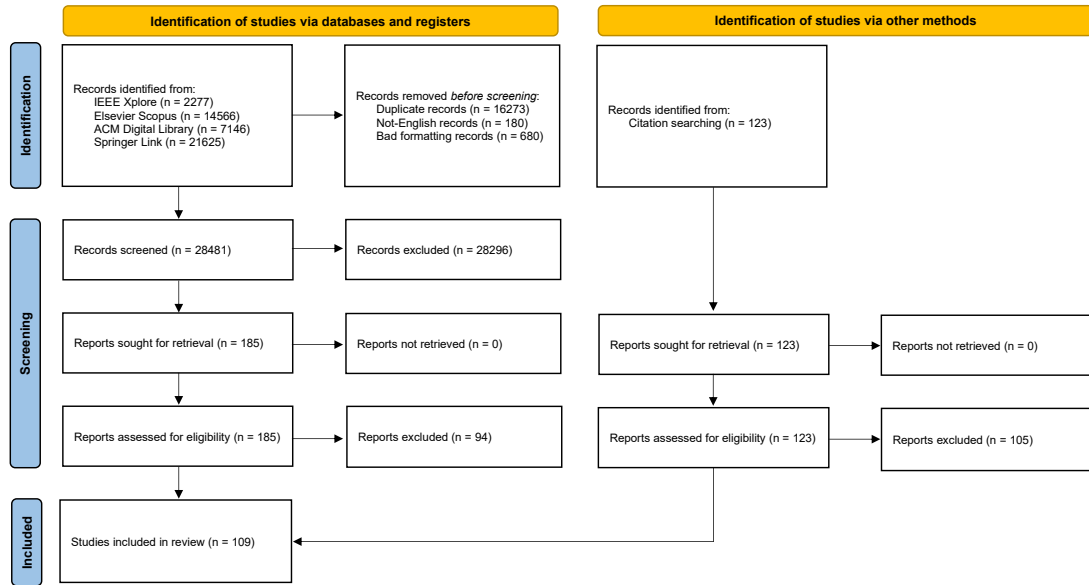 Identification of studies via databases and registers
Identification of studies via other methods
Identification
Records identified from:
IEEE Xplore (n = 2277)
Elsevier Scopus (n = 14566)
ACM Digital Library (n = 7146)
Springer Link (n = 21625)
Records removed before screening:
Duplicate records (n = 16273)
Not-English records (n = 180)
Bad formatting records (n = 680)
Records identified from:
Citation searching (n = 123)
Screening
Records screened (n = 28481)
Records excluded (n = 28296)
Reports sought for retrieval (n = 185)
Reports not retrieved (n = 0)
Reports sought for retrieval (n = 123)
Reports not retrieved (n = 0)
Reports assessed for eligibility (n = 185)
Reports excluded (n = 94)
Reports assessed for eligibility (n = 123)
Reports excluded (n = 105)
Included
Studies included in review (n = 109)